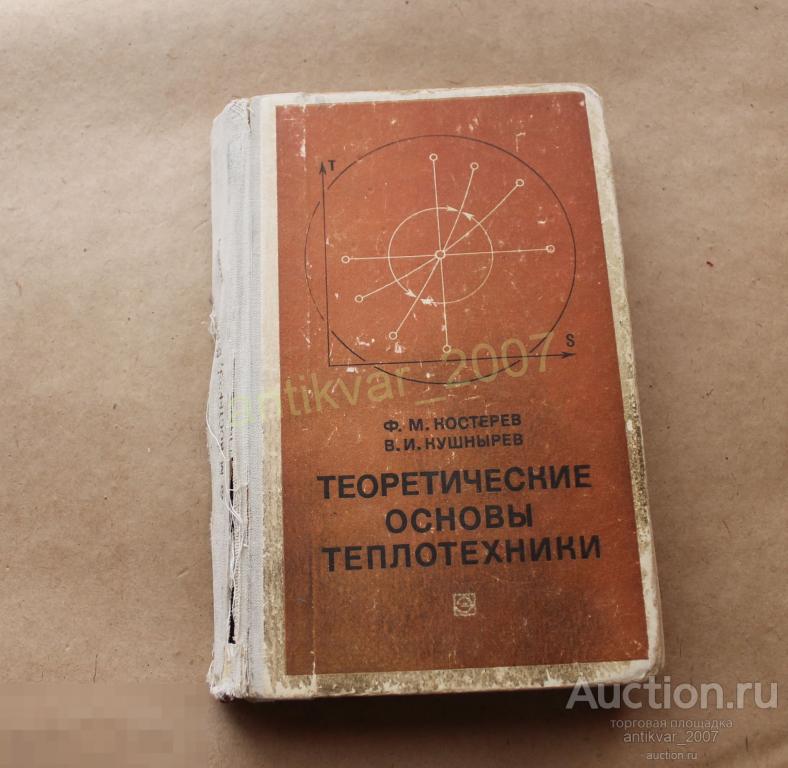 T
S
antikvar_2007
Ф. М. КОСТЕРЕВ
В. И. КУШНЫРЕВ
ТЕОРЕТИЧЕСКИЕ
ОСНОВЫ
ТЕПЛОТЕХНИКИ
Auction.ru
торговая площадка
antikvar_2007
auction.ru